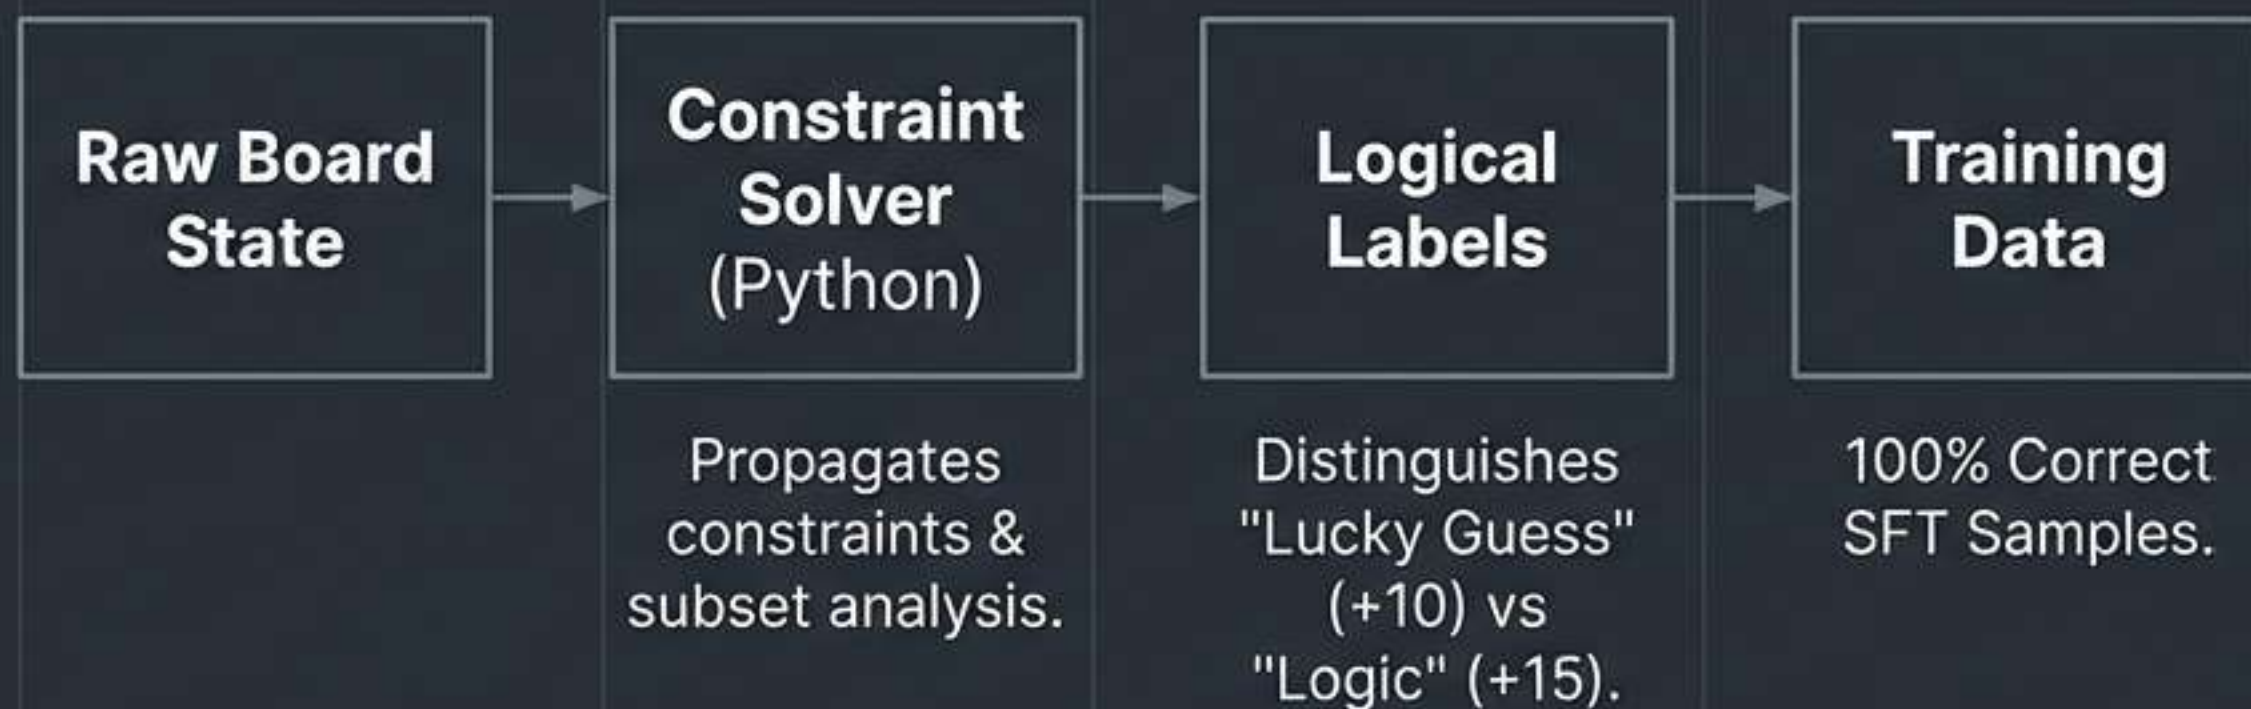 Raw Board
State
Constraint
Solver
(Python)
Propagates
constraints &
subset analysis.
Logical
Labels
Distinguishes
"Lucky Guess"
(+10) vs
"Logic" (+15).
Training
Data
100% Correct
SFT Samples.